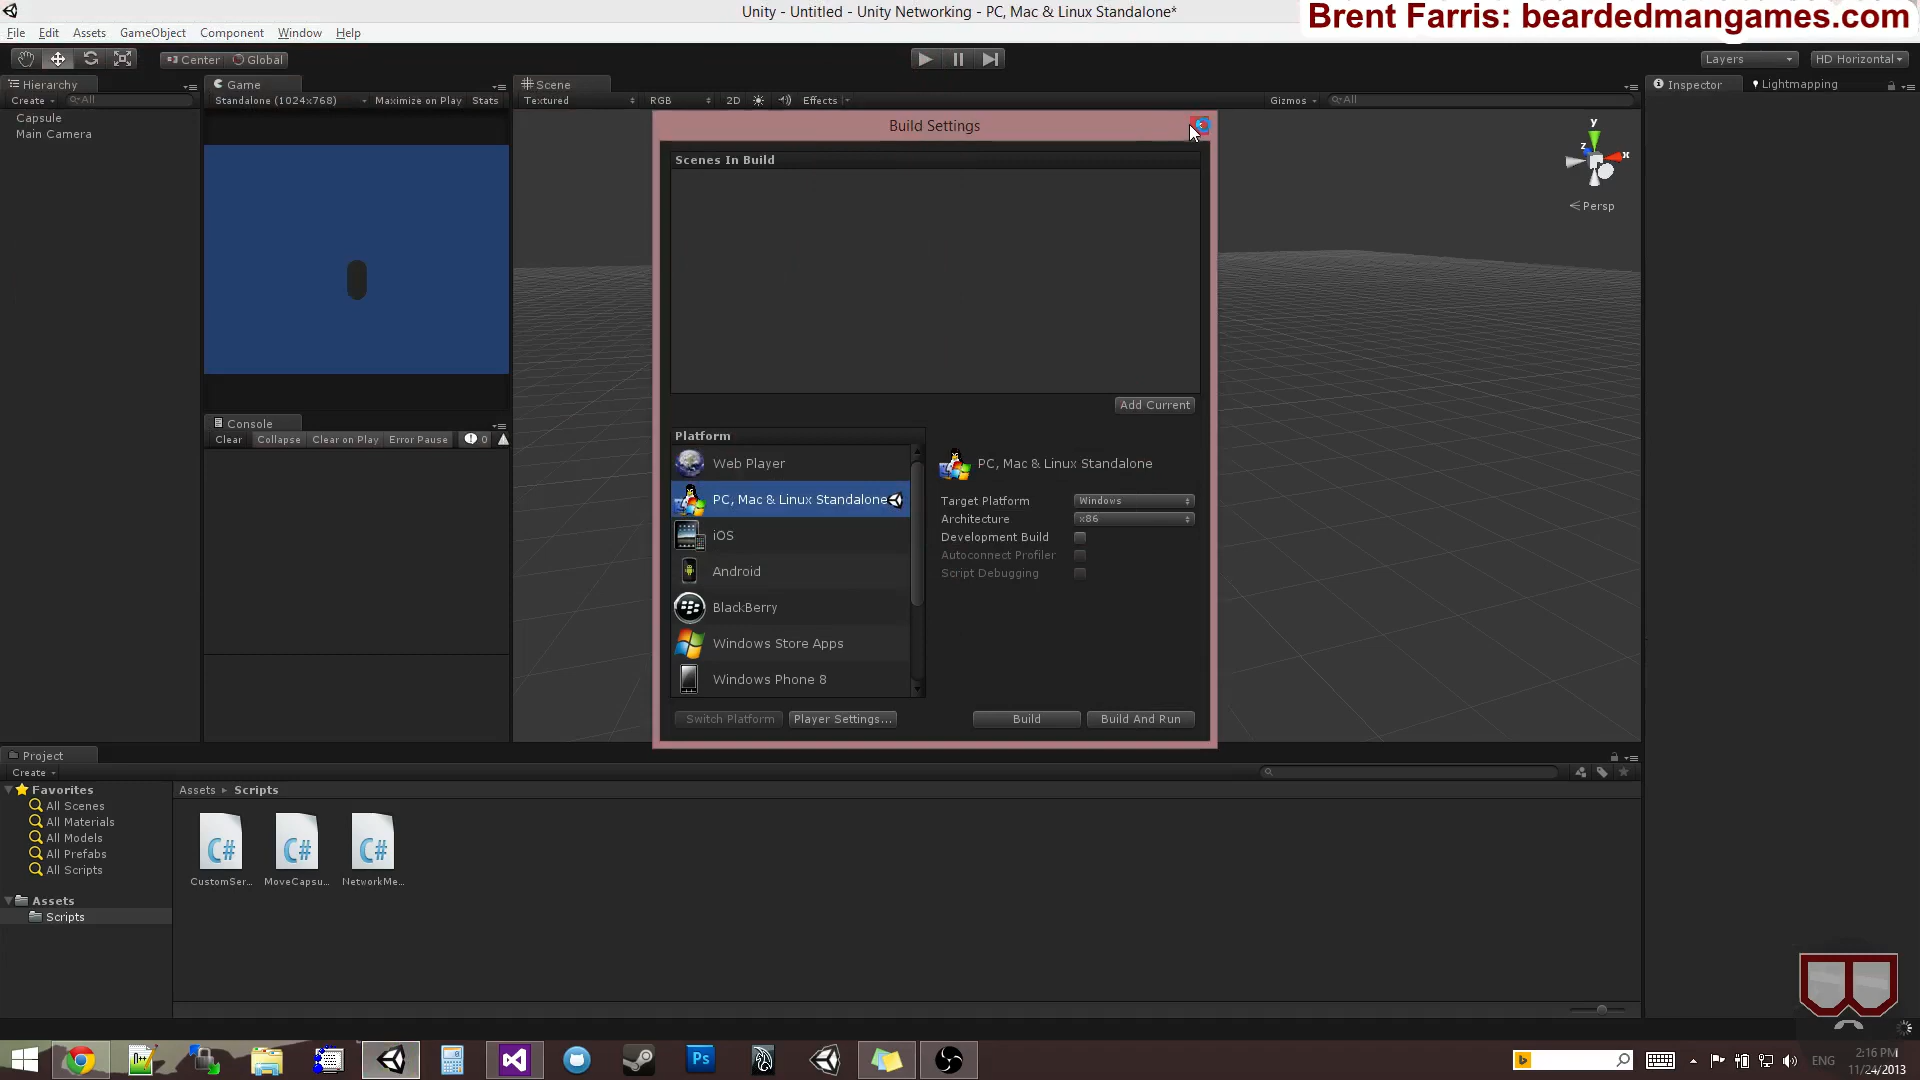 Unity - Untitled - Unity Networking - PC, Mac & Linux Standalone*
Brent Farris: beardedmangames.com
File Edit Assets GameObject Component Window Help
Center Global
Layers HD Horizontal
Hierarchy
Game
Scene
Inspector
Lightmapping
Create All
Standalone (1024x768) Maximize on Play Stats
Textured RGB 2D Effects Gizmos All
Capsule
Main Camera
y
z
x
Persp
Build Settings
Scenes In Build
Add Current
Platform
Web Player
PC, Mac & Linux Standalone
iOS
Android
BlackBerry
Windows Store Apps
Windows Phone 8
PC, Mac & Linux Standalone
Target Platform Windows
Architecture x86
Development Build
Autoconnect Profiler
Script Debugging
Switch Platform Player Settings... Build Build And Run
Console
Clear Collapse Clear on Play Error Pause 0
Project
Create
Favorites
All Scenes
All Materials
All Models
All Prefabs
All Scripts
Assets
Scripts
Assets Scripts
C# C# C#
CustomSer... MoveCapsu... NetworkMe...
Ps
b
ENG
2:16 PM
11/24/2013